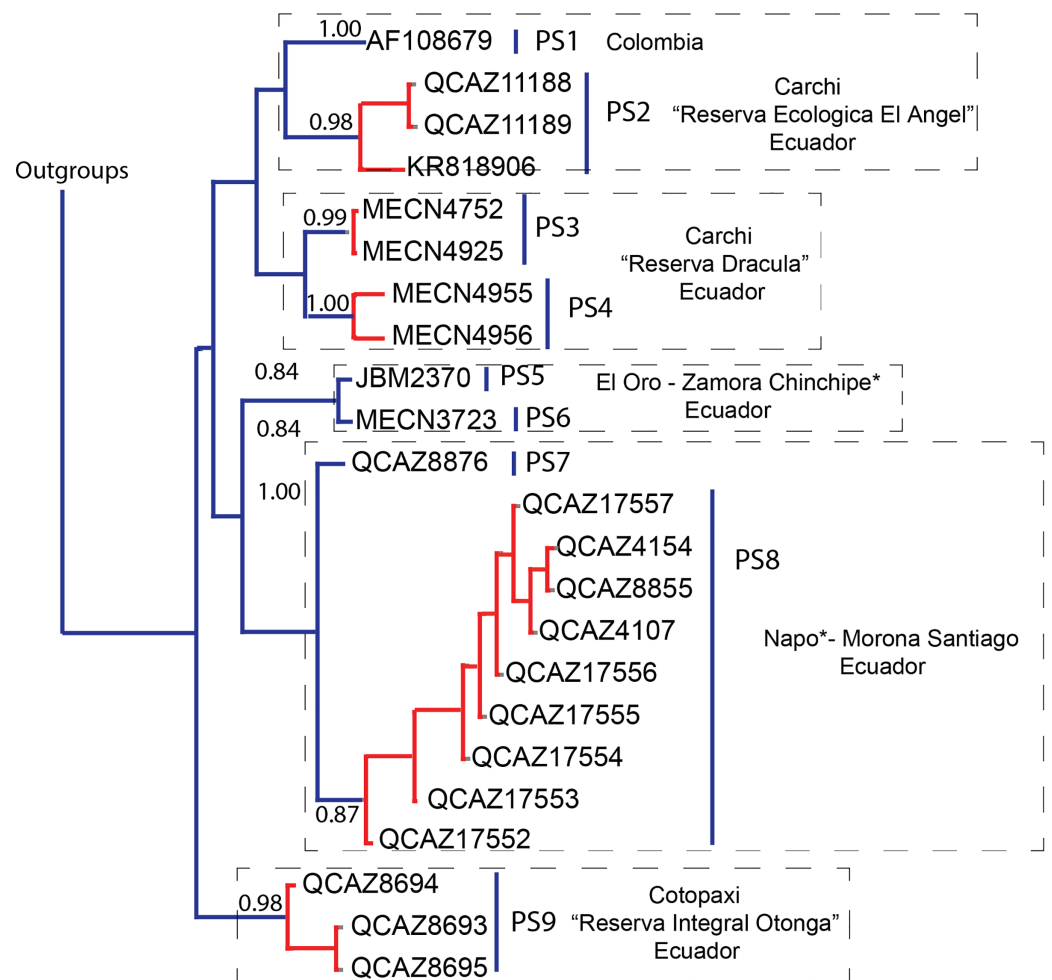 1.00
AF108679
PS1
Colombia
QCAZ11188
0.98
QCAZ11189
PS2
KR818906
Carchi
“Reserva Ecologica El Angel”
Ecuador
Outgroups
0.99
MECN4752
MECN4925
PS3
1.00
MECN4955
MECN4956
PS4
Carchi
“Reserva Dracula”
Ecuador
0.84
JBM2370
PS5
0.84
MECN3723
PS6
El Oro - Zamora Chinchipe*
Ecuador
1.00
QCAZ8876
PS7
QCAZ17557
QCAZ4154
QCAZ8855
QCAZ4107
QCAZ17556
QCAZ17555
QCAZ17554
QCAZ17553
0.87
QCAZ17552
PS8
Napo*- Morona Santiago
Ecuador
QCAZ8694
0.98
QCAZ8693
QCAZ8695
PS9
Cotopaxi
“Reserva Integral Otonga”
Ecuador